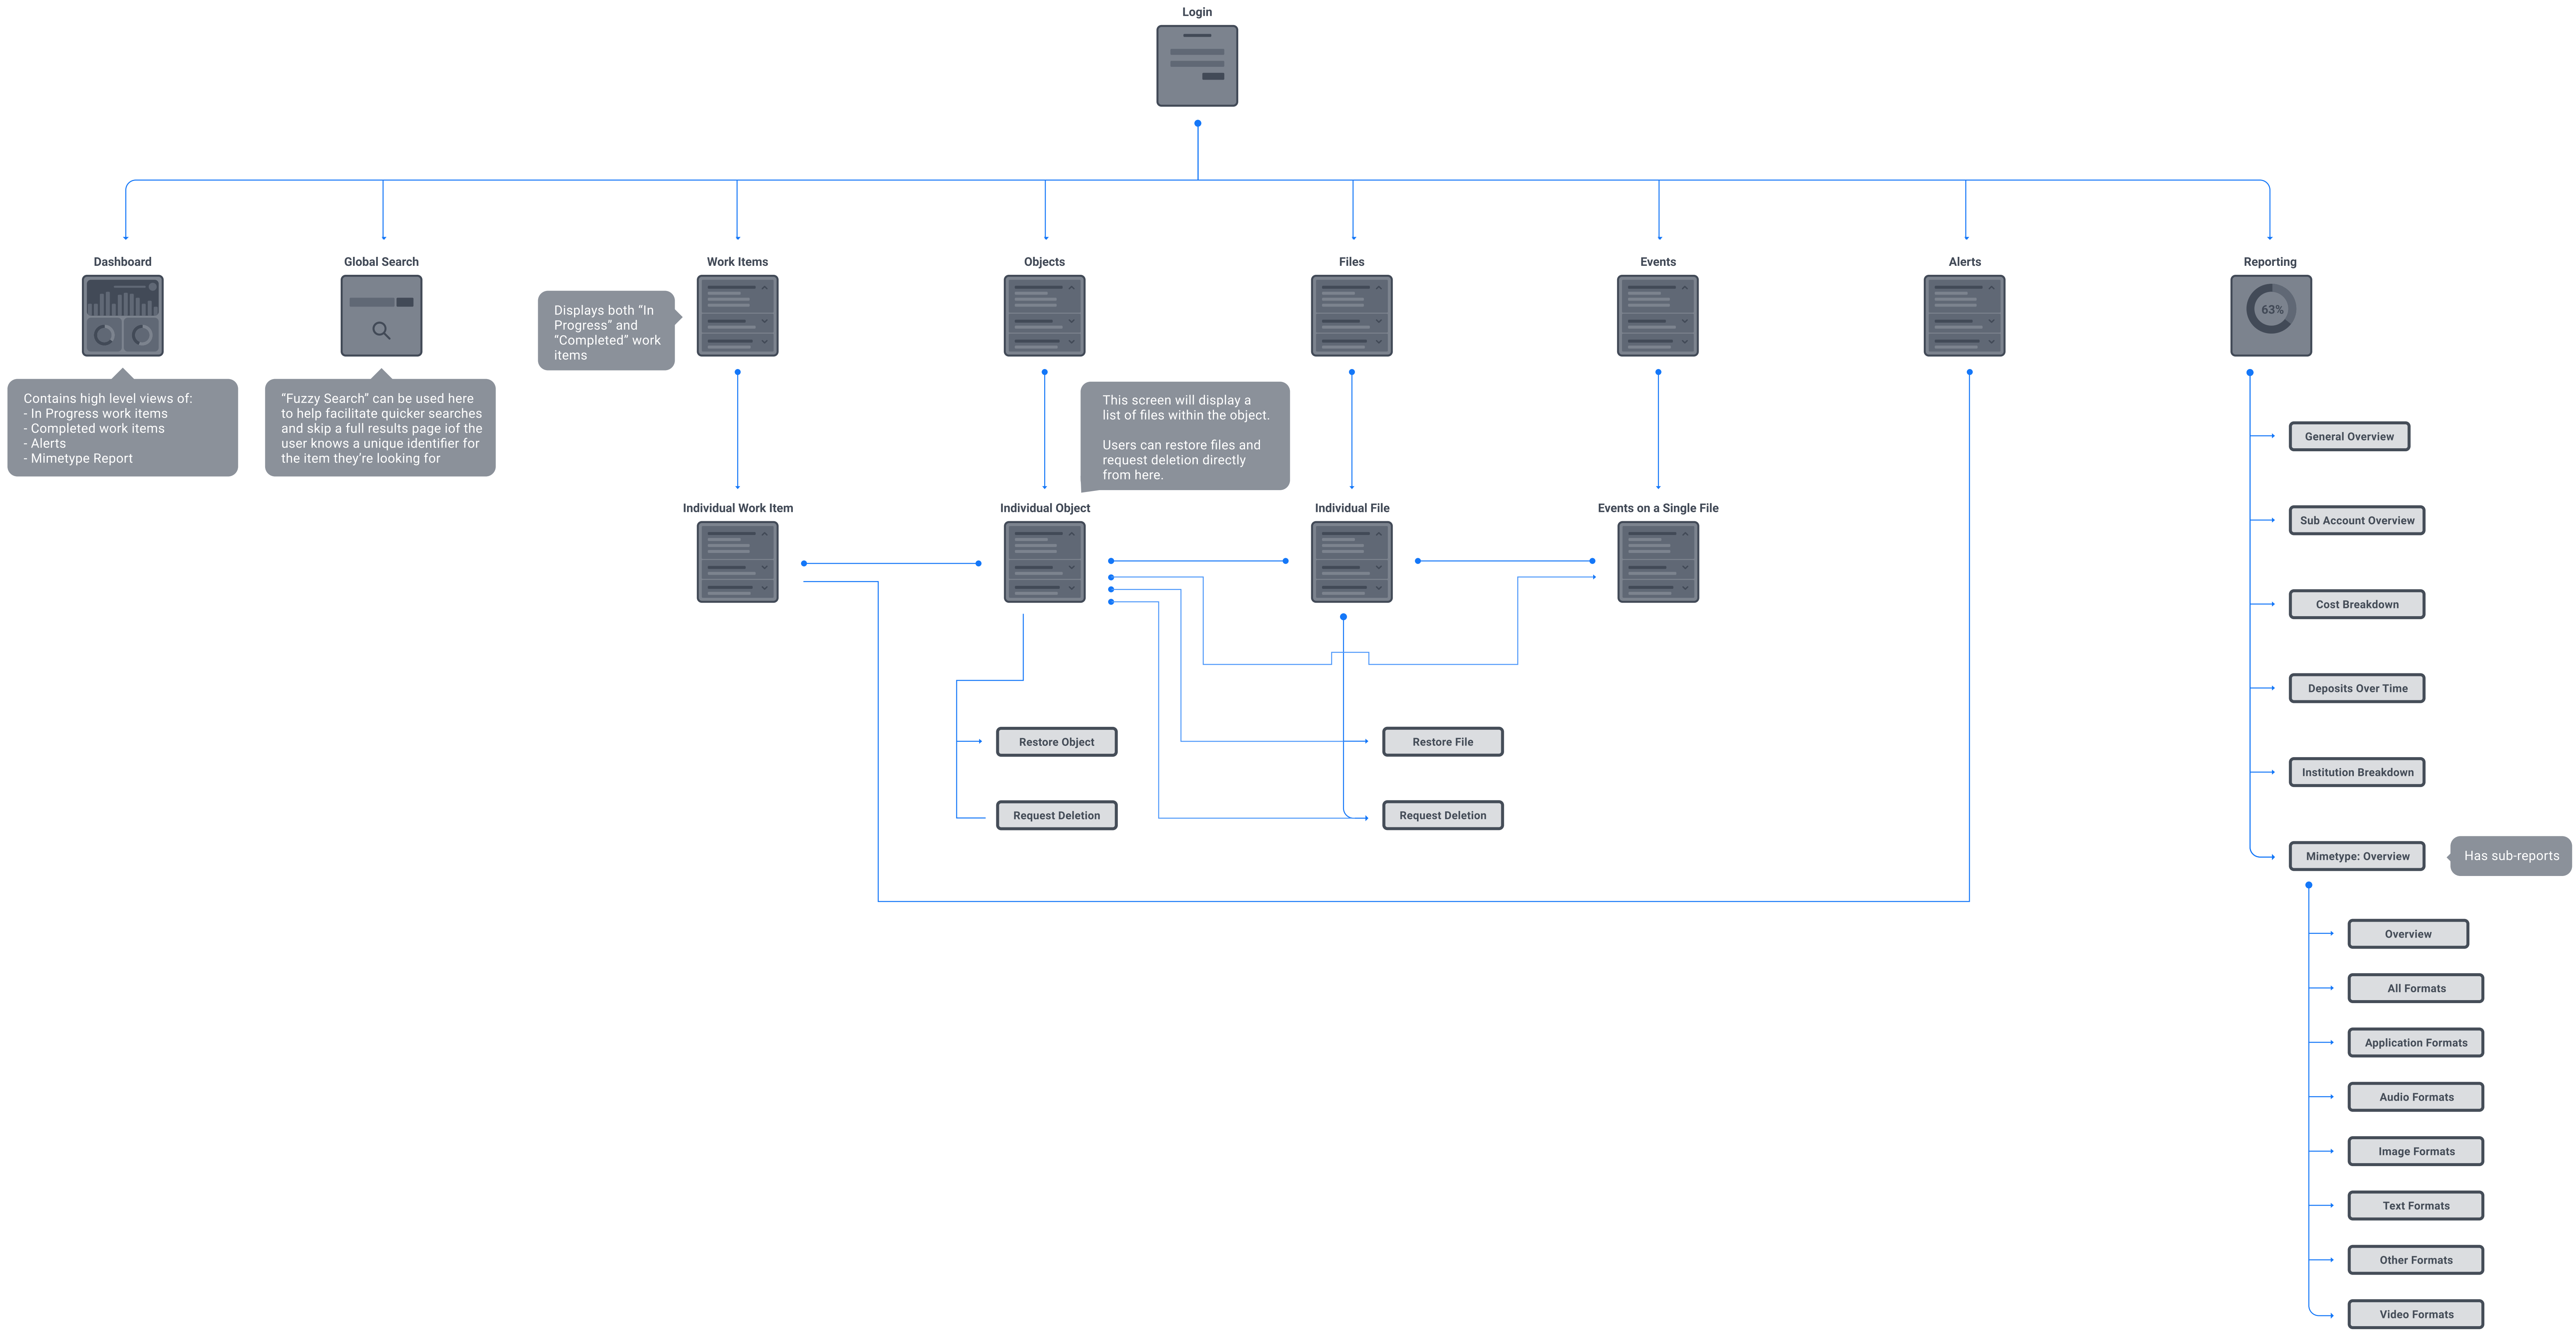 Login
Dashboard
Global Search
Work Items
Objects
Files
Events
Alerts
Reporting
63%
Displays both “In
Progress” and
“Completed” work
items
Contains high level views of:
- In Progress work items
- Completed work items
- Alerts
- Mimetype Report
“Fuzzy Search” can be used here
to help facilitate quicker searches
and skip a full results page iof the
user knows a unique identifier for
the item they’re looking for
This screen will display a
list of files within the object.
Users can restore files and
request deletion directly
from here.
Individual Work Item
Individual Object
Individual File
Events on a Single File
Restore Object
Restore File
Request Deletion
Request Deletion
General Overview
Sub Account Overview
Cost Breakdown
Deposits Over Time
Institution Breakdown
Mimetype: Overview
Has sub-reports
Overview
All Formats
Application Formats
Audio Formats
Image Formats
Text Formats
Other Formats
Video Formats